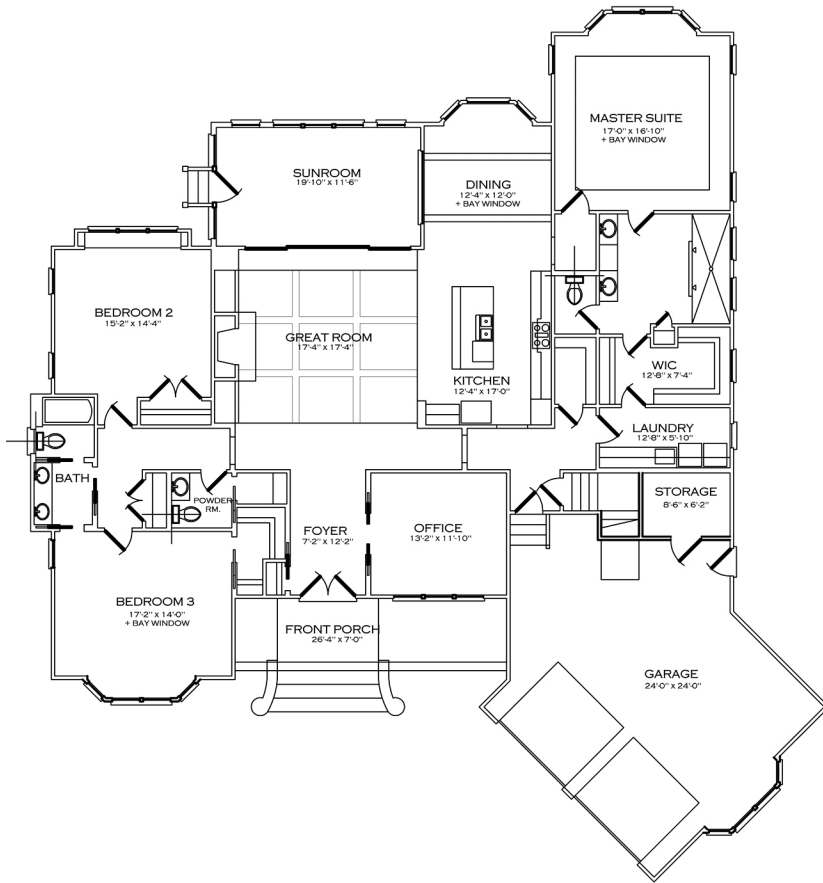 MASTER SUITE
17'-0" x 16'-10"
+ BAY WINDOW
SUNROOM
19'-10" x 11'-6"
DINING
12'-4" x 12'-0"
+ BAY WINDOW
BEDROOM 2
15'-2" x 14'-4"
GREAT ROOM
17'-4" x 17'-4"
KITCHEN
12'-4" x 17'-0"
WIC
12'-8" x 7'-4"
LAUNDRY
12'-8" x 5'-10"
BATH
POWDER
RM.
STORAGE
8'-6" x 6'-2"
FOYER
7'-2" x 12'-2"
OFFICE
13'-2" x 11'-10"
BEDROOM 3
17'-2" x 14'-0"
+ BAY WINDOW
FRONT PORCH
26'-4" x 7'-0"
GARAGE
24'-0" x 24'-0"